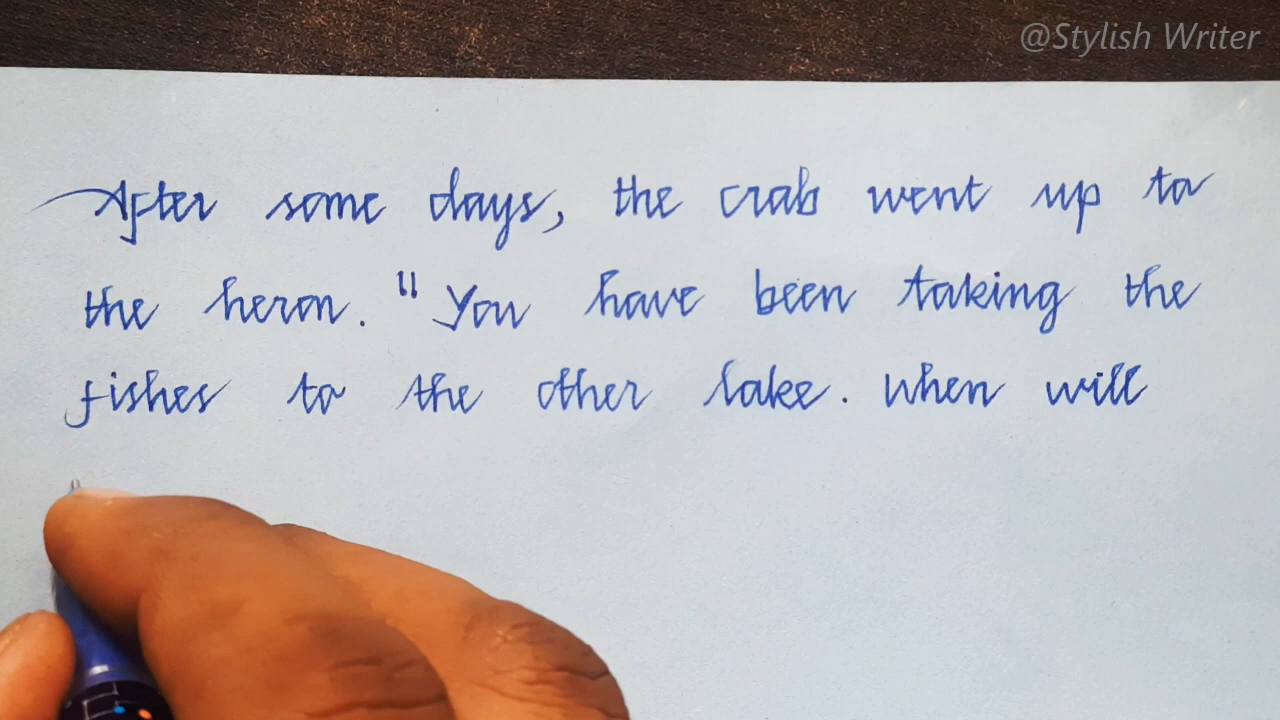 @Stylish Writer
After some days, the crab went up to
the heron. "You have been taking the
fishes to the other lake. When will